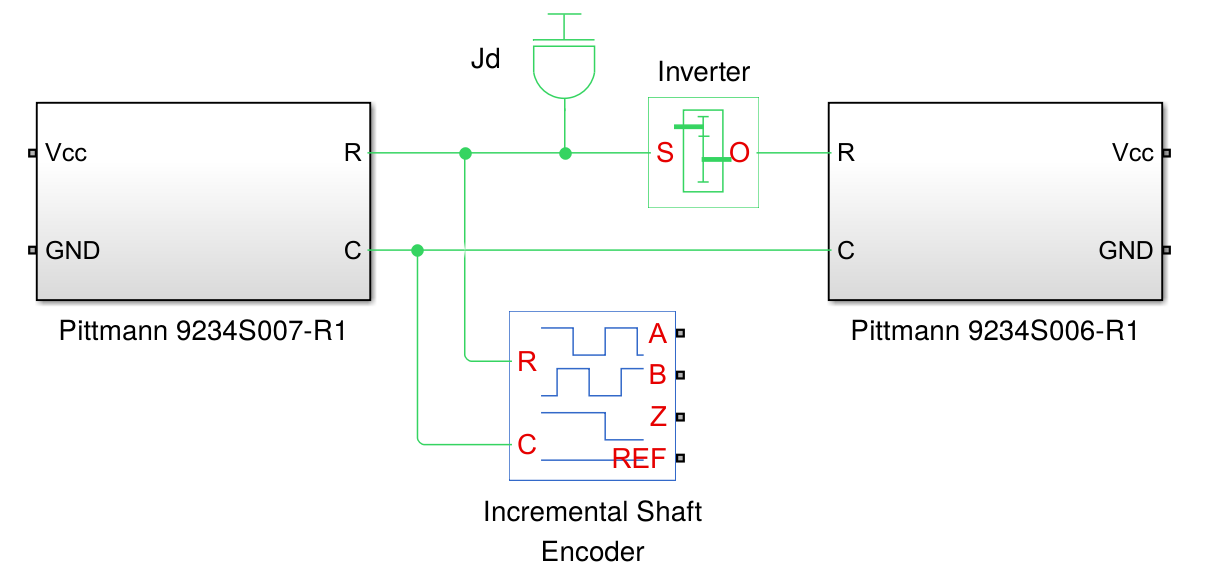 Jd
Inverter
Vcc
R
S
O
R
Vcc
GND
C
C
GND
Pittmann 9234S007-R1
Pittmann 9234S006-R1
A
R
B
Z
C
REF
Incremental Shaft
Encoder